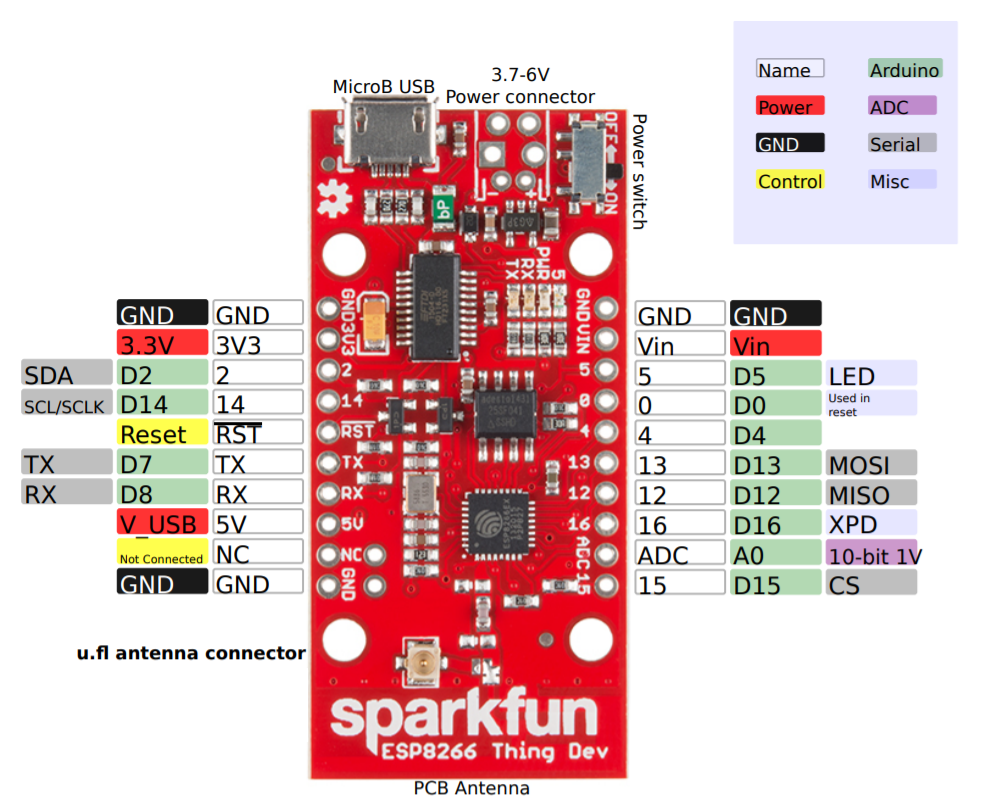 MicroB USB
3.7-6V
Power connector
Power switch
OFF
ON
Name
Arduino
Power
ADC
GND
Serial
Control
Misc
bP
G3P
- +
TX
RX
PWR
5
GND GND
GND
GND
GND GND
3.3V 3V3
3V3
VIN
Vin Vin
SDA D2 2
2
5
5 D5 LED
SCL/SCLK D14 14
14
0
0 D0 Used in
reset
Reset RST
RST
4
4 D4
TX D7 TX
TX
13
13 D13 MOSI
RX D8 RX
RX
12
12 D12 MISO
V_USB 5V
5V
16
16 D16 XPD
Not Connected NC
NC
ADC
ADC A0 10-bit 1V
GND GND
GND
15
15 D15 CS
u.fl antenna connector
sparkfun
ESP8266 Thing Dev
PCB Antenna